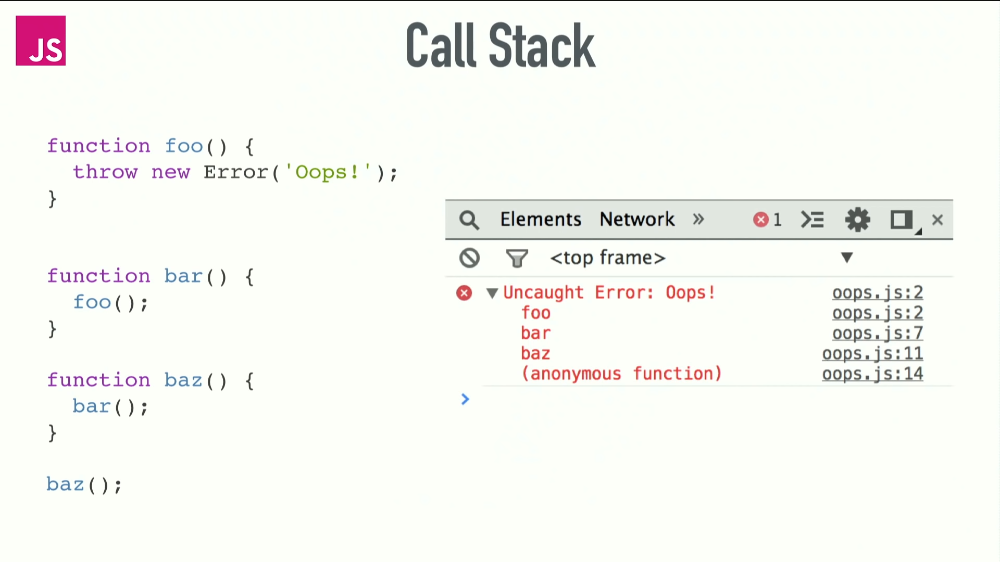 JS
Call Stack
function foo() {
  throw new Error('Oops!');
}
function bar() {
  foo();
}
function baz() {
  bar();
}
baz();
Elements Network » 1
<top frame>
Uncaught Error: Oops! oops.js:2
foo oops.js:2
bar oops.js:7
baz oops.js:11
(anonymous function) oops.js:14